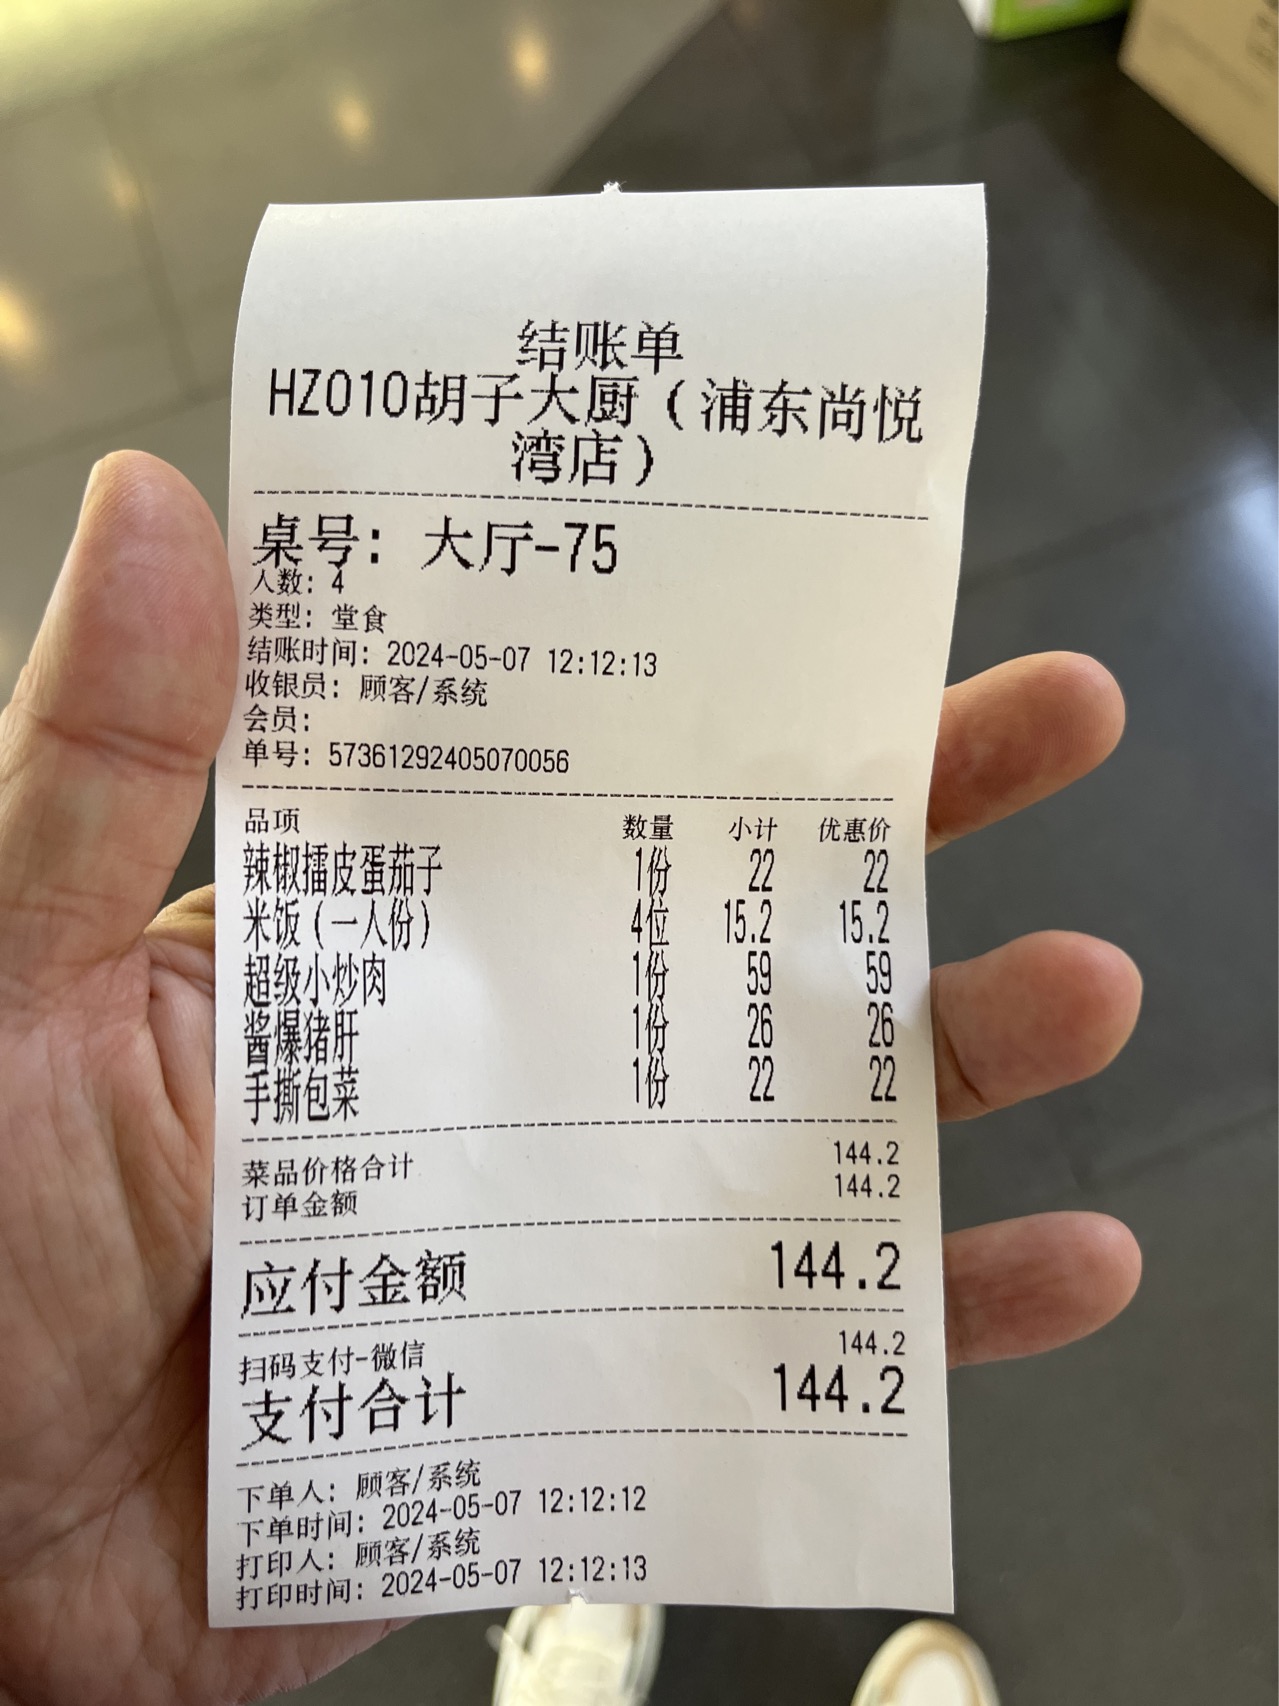 结账单
HZ010胡子大厨(浦东尚悦
湾店)
桌号: 大厅-75
人数: 4
类型: 堂食
结账时间: 2024-05-07 12:12:13
收银员: 顾客/系统
会员:
单号: 57361292405070056
品项 数量 小计 优惠价
辣椒擂皮蛋茄子 1份 22 22
米饭(一人份) 4位 15.2 15.2
超级小炒肉 1份 59 59
酱爆猪肝 1份 26 26
手撕包菜 1份 22 22
菜品价格合计 144.2
订单金额 144.2
应付金额 144.2
扫码支付-微信 144.2
支付合计 144.2
下单人: 顾客/系统
下单时间: 2024-05-07 12:12:12
打印人: 顾客/系统
打印时间: 2024-05-07 12:12:13